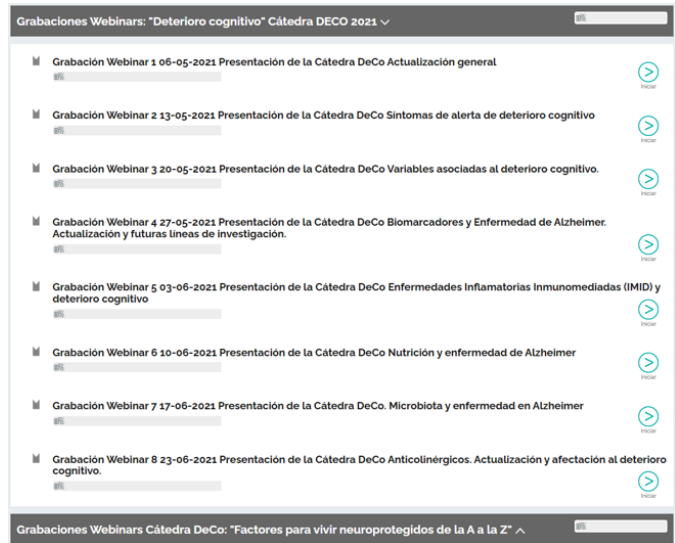 Grabaciones Webinars: "Deterioro cognitivo" Cátedra DECO 2021
0%
Grabación Webinar 1 06-05-2021 Presentación de la Cátedra DeCo Actualización general
0%
Iniciar
Grabación Webinar 2 13-05-2021 Presentación de la Cátedra DeCo Síntomas de alerta de deterioro cognitivo
0%
Iniciar
Grabación Webinar 3 20-05-2021 Presentación de la Cátedra DeCo Variables asociadas al deterioro cognitivo.
0%
Iniciar
Grabación Webinar 4 27-05-2021 Presentación de la Cátedra DeCo Biomarcadores y Enfermedad de Alzheimer.
Actualización y futuras líneas de investigación.
0%
Iniciar
Grabación Webinar 5 03-06-2021 Presentación de la Cátedra DeCo Enfermedades Inflamatorias Inmunomediadas (IMID) y
deterioro cognitivo
0%
Iniciar
Grabación Webinar 6 10-06-2021 Presentación de la Cátedra DeCo Nutrición y enfermedad de Alzheimer
0%
Iniciar
Grabación Webinar 7 17-06-2021 Presentación de la Cátedra DeCo. Microbiota y enfermedad en Alzheimer
0%
Iniciar
Grabación Webinar 8 23-06-2021 Presentación de la Cátedra DeCo Anticolinérgicos. Actualización y afectación al deterioro
cognitivo.
0%
Iniciar
Grabaciones Webinars Cátedra DeCo: "Factores para vivir neuroprotegidos de la A a la Z"
0%